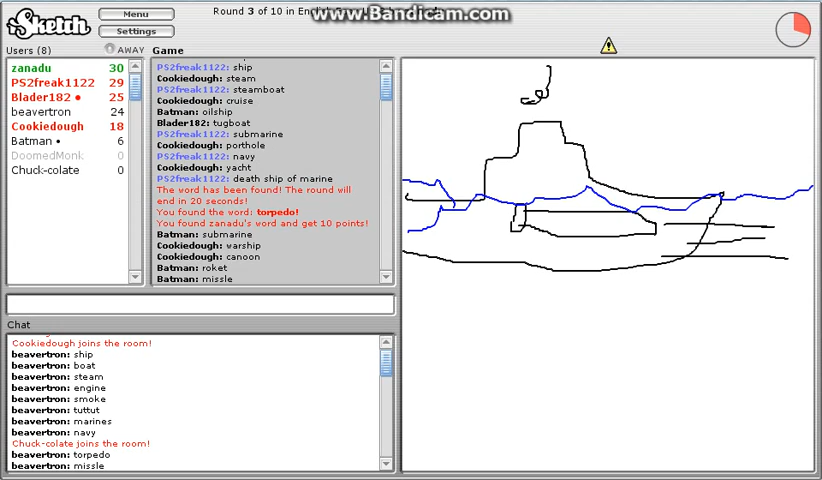 www.Bandicam.com
iSketch
Menu
Settings
Round 3 of 10 in English
Users (8)
AWAY
zanadu 30
PS2freak1122 29
Blader182 • 25
beavertron 24
Cookiedough 18
Batman • 6
DoomedMonk 0
Chuck-colate 0
Game
PS2freak1122: ship
Cookiedough: steam
PS2freak1122: steamboat
Cookiedough: cruise
Batman: oilship
Blader182: tugboat
PS2freak1122: submarine
Cookiedough: porthole
PS2freak1122: navy
Cookiedough: yacht
PS2freak1122: death ship of marine
The word has been found! The round will
end in 20 seconds!
You found the word: torpedo!
You found zanadu's word and get 10 points!
Batman: submarine
Cookiedough: warship
Cookiedough: canoon
Batman: roket
Batman: missle
Chat
Cookiedough joins the room!
beavertron: ship
beavertron: boat
beavertron: steam
beavertron: engine
beavertron: smoke
beavertron: tuttut
beavertron: marines
beavertron: navy
Chuck-colate joins the room!
beavertron: torpedo
beavertron: missle